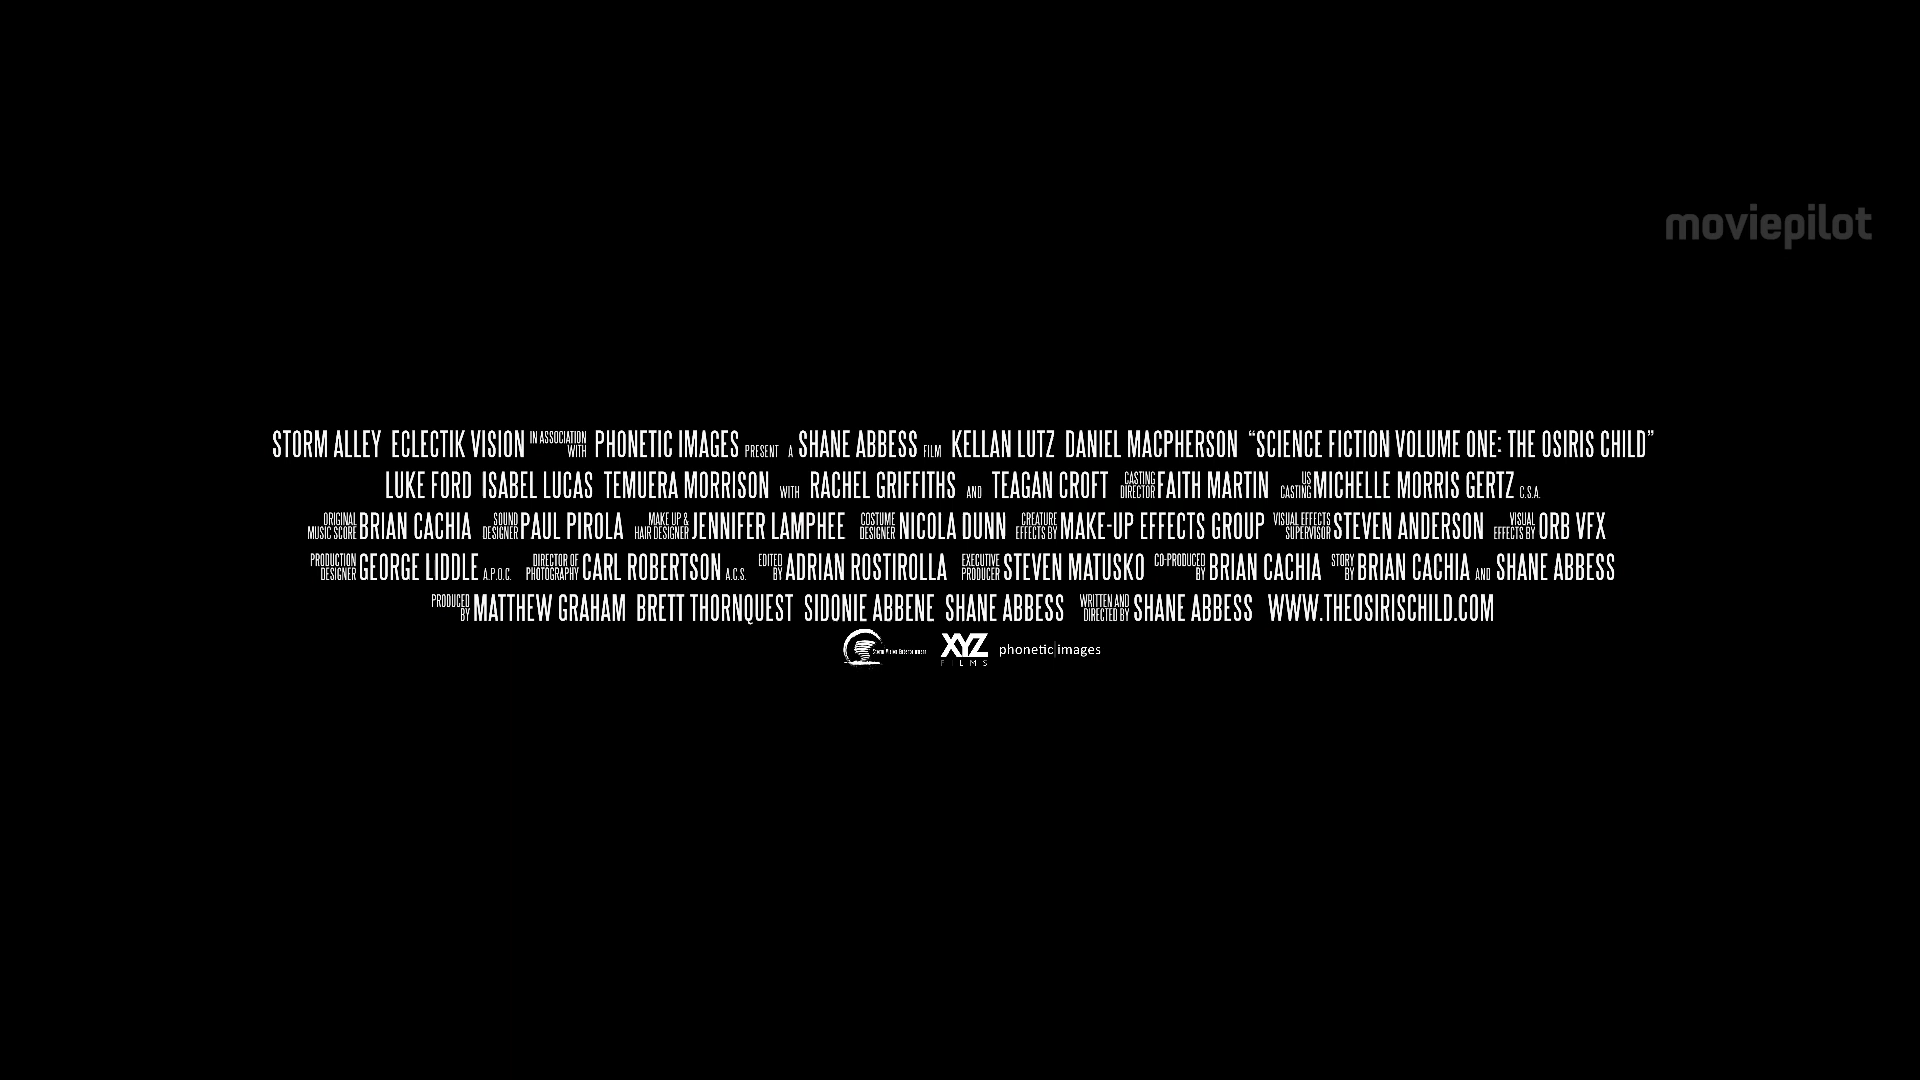 moviepilot
STORM ALLEY ECLECTIK VISION IN ASSOCIATION WITH PHONETIC IMAGES PRESENT A SHANE ABBESS FILM KELLAN LUTZ DANIEL MACPHERSON “SCIENCE FICTION VOLUME ONE: THE OSIRIS CHILD”
LUKE FORD ISABEL LUCAS TEMUERA MORRISON WITH RACHEL GRIFFITHS AND TEAGAN CROFT CASTING DIRECTOR FAITH MARTIN US CASTING MICHELLE MORRIS GERTZ C.S.A.
ORIGINAL MUSIC SCORE BRIAN CACHIA SOUND DESIGNER PAUL PIROLA MAKE UP & HAIR DESIGNER JENNIFER LAMPHEE COSTUME DESIGNER NICOLA DUNN CREATURE EFFECTS BY MAKE-UP EFFECTS GROUP VISUAL EFFECTS SUPERVISOR STEVEN ANDERSON VISUAL EFFECTS BY ORB VFX
PRODUCTION DESIGNER GEORGE LIDDLE A.P.O.C. DIRECTOR OF PHOTOGRAPHY CARL ROBERTSON A.C.S. EDITED BY ADRIAN ROSTIROLLA EXECUTIVE PRODUCER STEVEN MATUSKO CO-PRODUCED BY BRIAN CACHIA STORY BY BRIAN CACHIA AND SHANE ABBESS
PRODUCED BY MATTHEW GRAHAM BRETT THORNQUEST SIDONIE ABBENE SHANE ABBESS WRITTEN AND DIRECTED BY SHANE ABBESS WWW.THEOSIRISCHILD.COM
XYZ FILMS phonetic|images